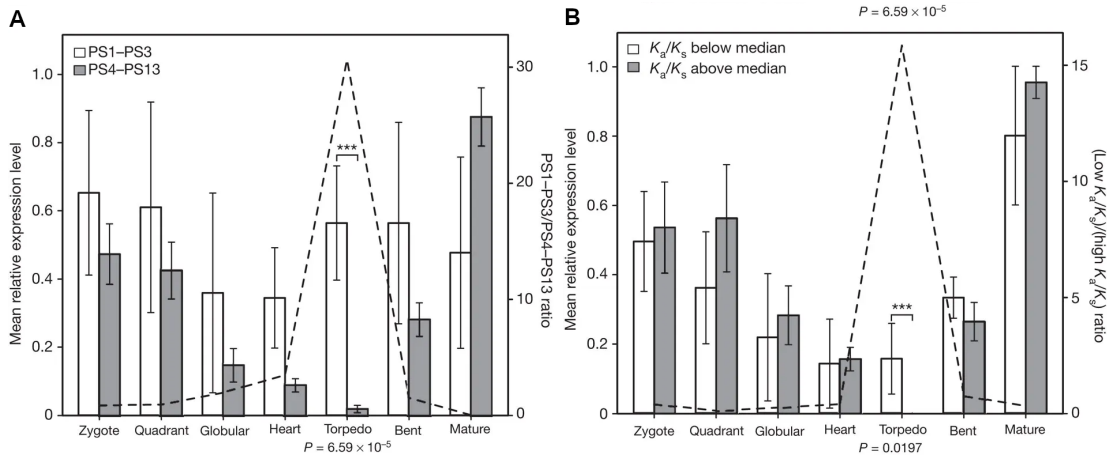 A
PS1–PS3
PS4–PS13
Mean relative expression level
1.0
0.8
0.6
0.4
0.2
0
***
30
20
10
0
PS1–PS3/PS4–PS13 ratio
Zygote Quadrant Globular Heart Torpedo Bent Mature
P = 6.59 × 10⁻⁵
B
P = 6.59 × 10⁻⁵
Kₐ/Kₛ below median
Kₐ/Kₛ above median
Mean relative expression level
1.0
0.8
0.6
0.4
0.2
0
***
15
10
5
0
(Low Kₐ/Kₛ)/(high Kₐ/Kₛ) ratio
Zygote Quadrant Globular Heart Torpedo Bent Mature
P = 0.0197